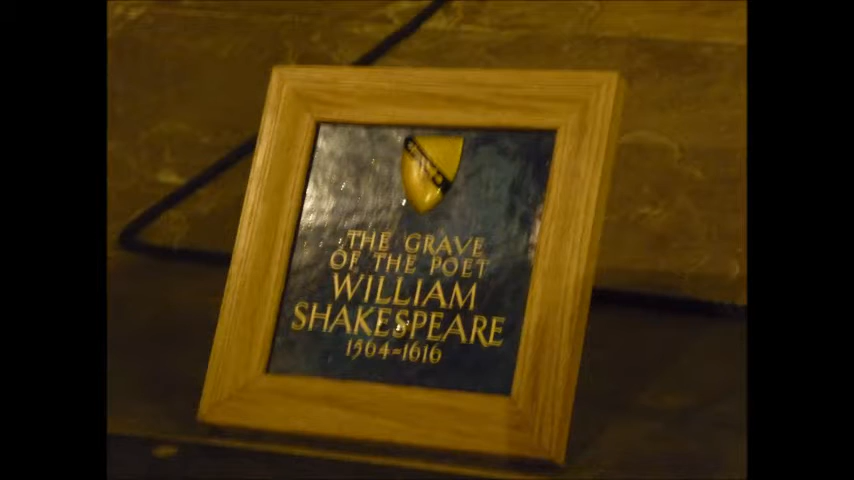 THE GRAVE
OF THE POET
WILLIAM
SHAKESPEARE
1564-1616